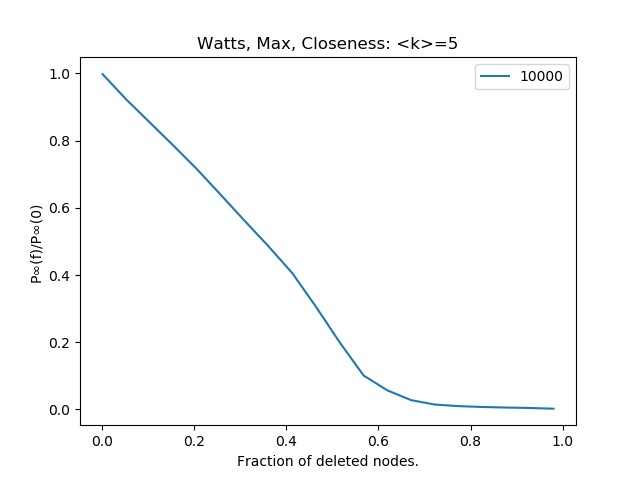 Watts, Max, Closeness: <k>=5
10000
P∞(f)/P∞(0)
1.0
0.8
0.6
0.4
0.2
0.0
0.0 0.2 0.4 0.6 0.8 1.0
Fraction of deleted nodes.